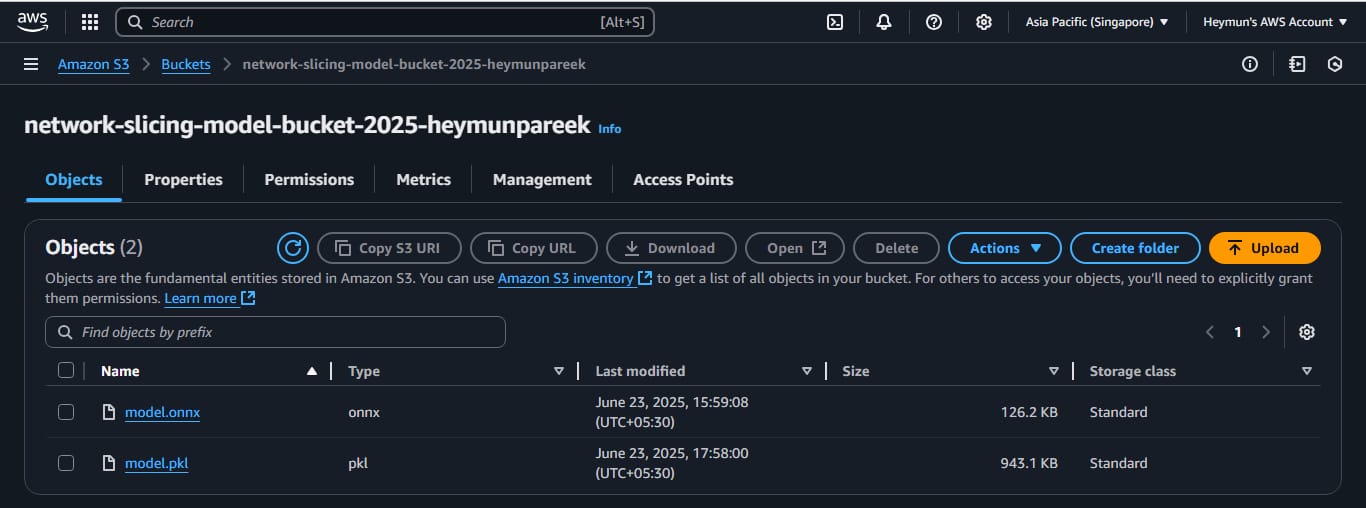 aws
Search [Alt+S] Asia Pacific (Singapore) Heymun's AWS Account
Amazon S3 Buckets network-slicing-model-bucket-2025-heymunpareek
network-slicing-model-bucket-2025-heymunpareek Info
Objects Properties Permissions Metrics Management Access Points
Objects (2) Copy S3 URI Copy URL Download Open Delete Actions Create folder Upload
Objects are the fundamental entities stored in Amazon S3. You can use Amazon S3 inventory to get a list of all objects in your bucket. For others to access your objects, you'll need to explicitly grant
them permissions. Learn more
Find objects by prefix 1
Name Type Last modified Size Storage class
model.onnx onnx June 23, 2025, 15:59:08 126.2 KB Standard
(UTC+05:30)
model.pkl pkl June 23, 2025, 17:58:00 943.1 KB Standard
(UTC+05:30)